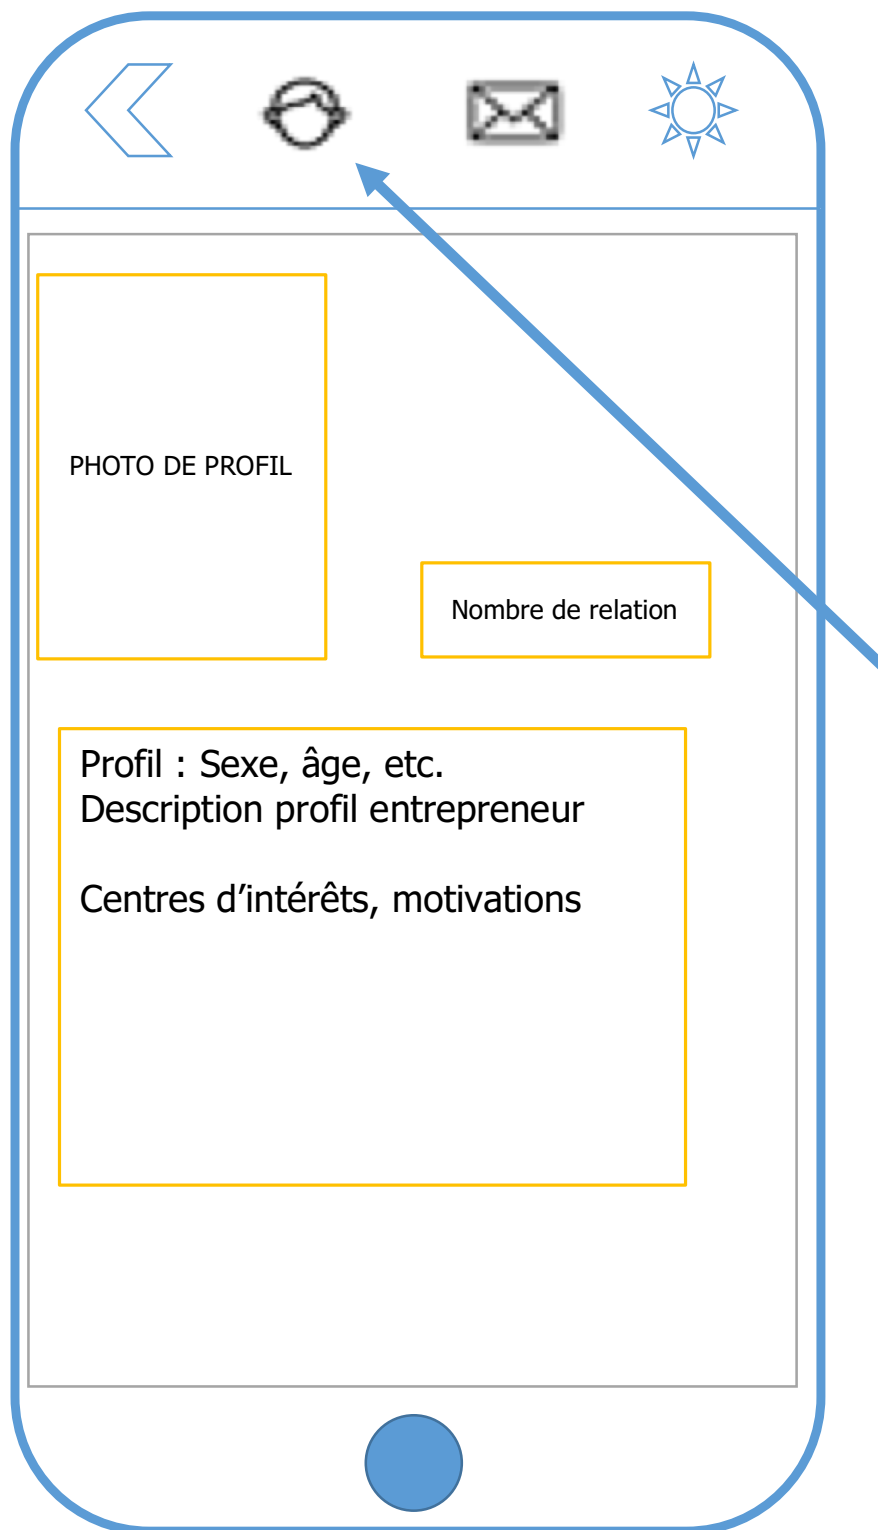 PHOTO DE PROFIL
Nombre de relation
Profil : Sexe, âge, etc.
Description profil entrepreneur
Centres d’intérêts, motivations